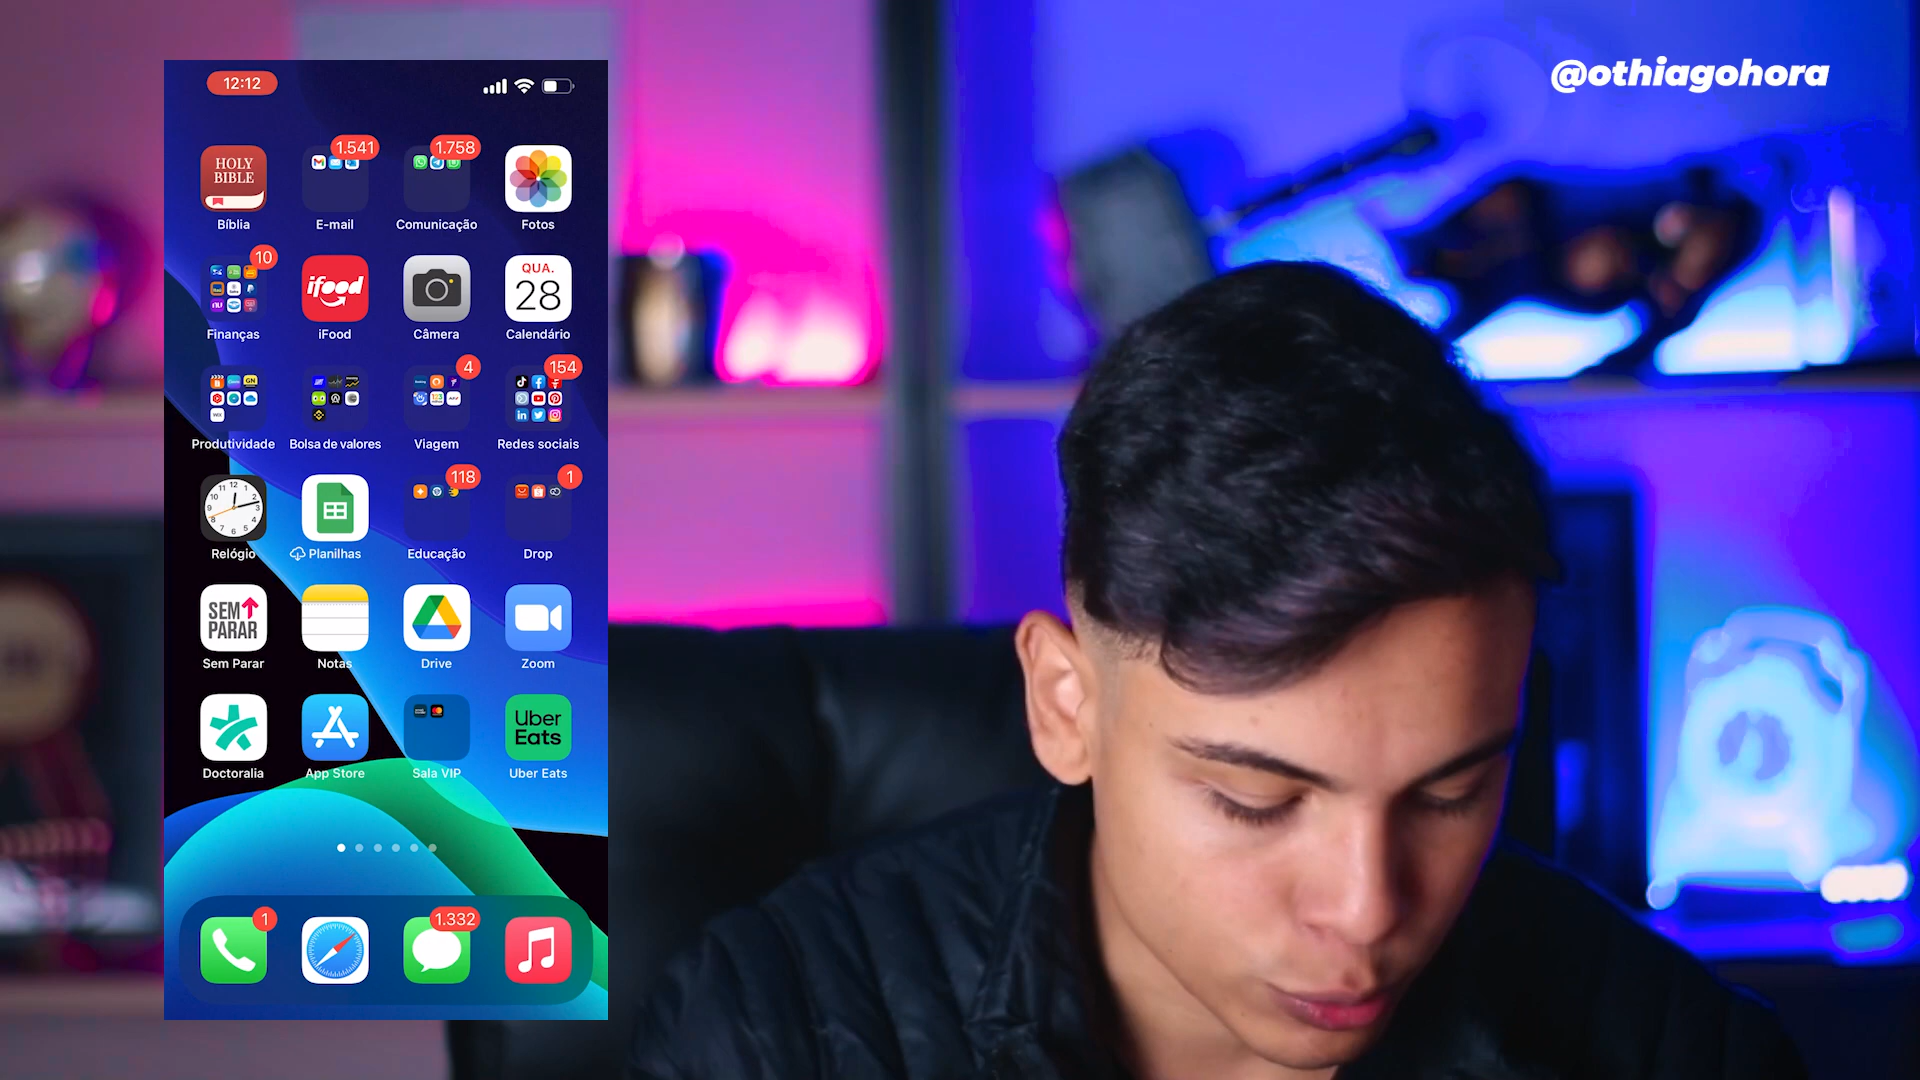 @othiagohora
12:12
HOLY
BIBLE
1.541
1.758
Bíblia
E-mail
Comunicação
Fotos
10
ifood
QUA.
28
Finanças
iFood
Câmera
Calendário
4
154
GN
WIX
Produtividade
Bolsa de valores
Viagem
Redes sociais
118
1
Relógio
Planilhas
Educação
Drop
SEM
PARAR
Sem Parar
Notas
Drive
Zoom
Uber
Eats
Doctoralia
App Store
Sala VIP
Uber Eats
1
1.332